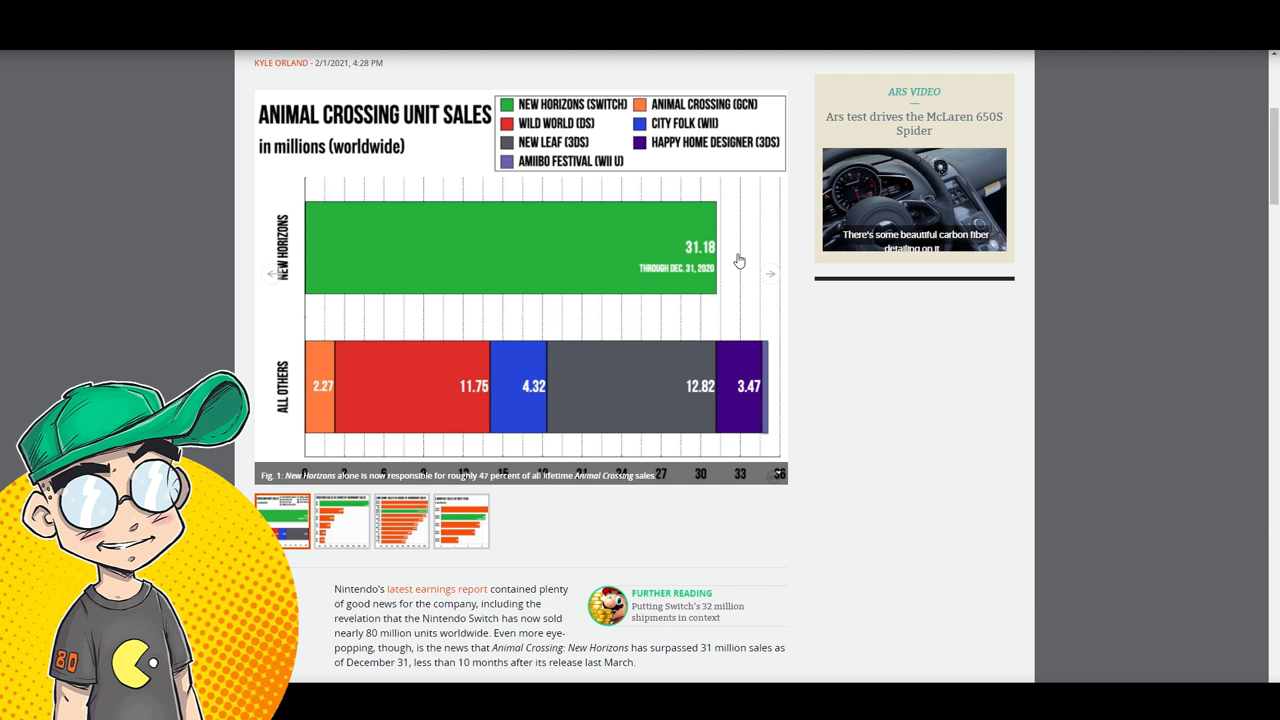 KYLE ORLAND - 2/1/2021, 4:28 PM
ANIMAL CROSSING UNIT SALES
in millions (worldwide)
NEW HORIZONS (SWITCH)
ANIMAL CROSSING (GCN)
WILD WORLD (DS)
CITY FOLK (WII)
NEW LEAF (3DS)
HAPPY HOME DESIGNER (3DS)
AMIIBO FESTIVAL (WII U)
NEW HORIZONS
31.18
THROUGH DEC. 31, 2020
ALL OTHERS
2.27
11.75
4.32
12.82
3.47
27 30 33 36
Fig. 1: New Horizons alone is now responsible for roughly 47 percent of all lifetime Animal Crossing sales.
ARS VIDEO
Ars test drives the McLaren 650S
Spider
There's some beautiful carbon fiber
detailing on it
Nintendo's latest earnings report contained plenty
of good news for the company, including the
revelation that the Nintendo Switch has now sold
nearly 80 million units worldwide. Even more eye-
popping, though, is the news that Animal Crossing: New Horizons has surpassed 31 million sales as
of December 31, less than 10 months after its release last March.
FURTHER READING
Putting Switch's 32 million
shipments in context
80